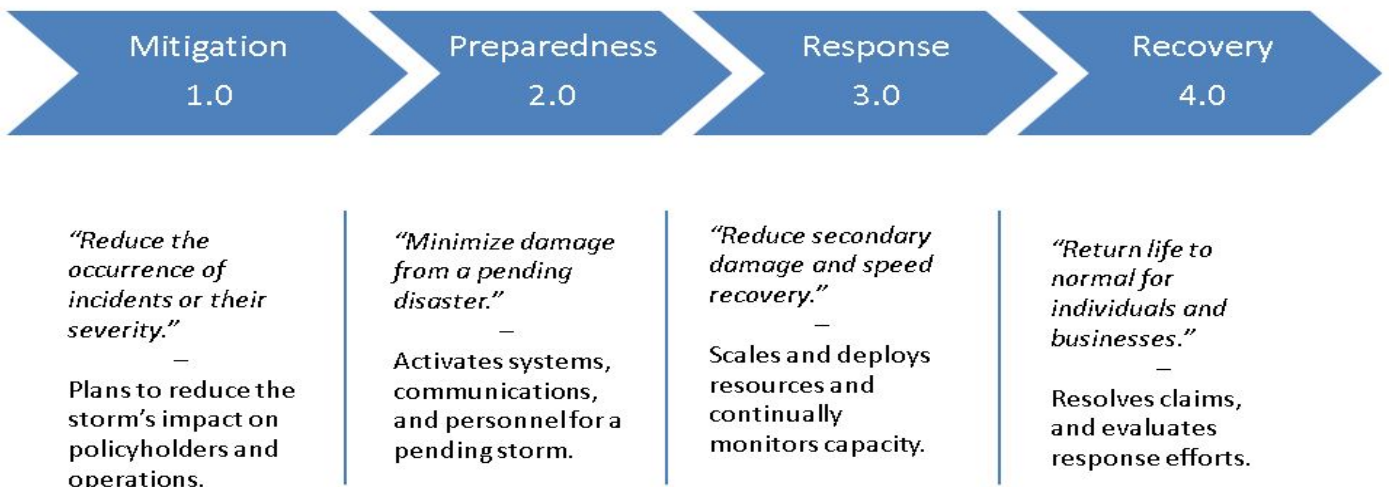 Mitigation
1.0
Preparedness
2.0
Response
3.0
Recovery
4.0
“Reduce the
occurrence of
incidents or their
severity.”
–
Plans to reduce the
storm’s impact on
policyholders and
operations.
“Minimize damage
from a pending
disaster.”
–
Activates systems,
communications,
and personnel for a
pending storm.
“Reduce secondary
damage and speed
recovery.”
–
Scales and deploys
resources and
continually
monitors capacity.
“Return life to
normal for
individuals and
businesses.”
–
Resolves claims,
and evaluates
response efforts.